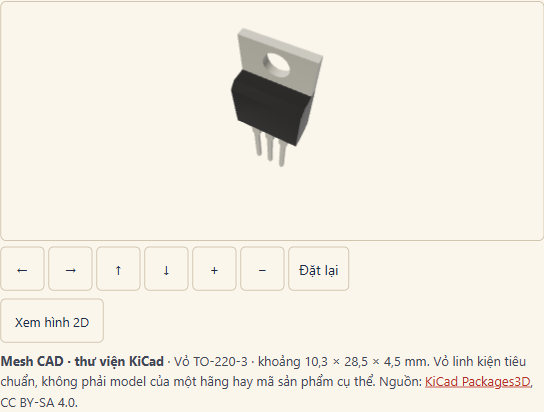 ← → ↑ ↓ + − Đặt lại
Xem hình 2D
Mesh CAD · thư viện KiCad · Vỏ TO-220-3 · khoảng 10,3 × 28,5 × 4,5 mm. Vỏ linh kiện tiêu
chuẩn, không phải model của một hãng hay mã sản phẩm cụ thể. Nguồn: KiCad Packages3D,
CC BY-SA 4.0.